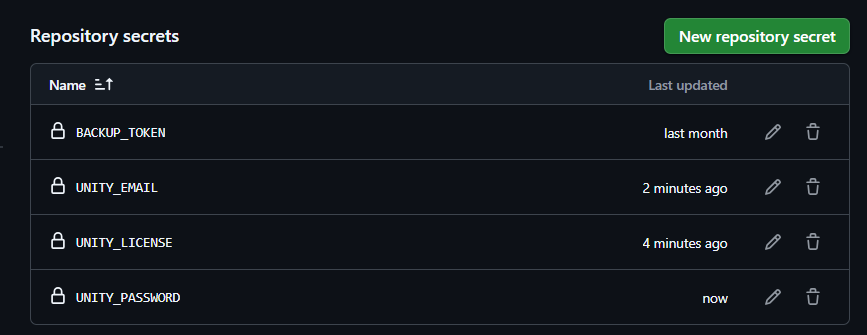 Repository secrets New repository secret
Name Last updated
BACKUP_TOKEN last month
UNITY_EMAIL 2 minutes ago
UNITY_LICENSE 4 minutes ago
UNITY_PASSWORD now